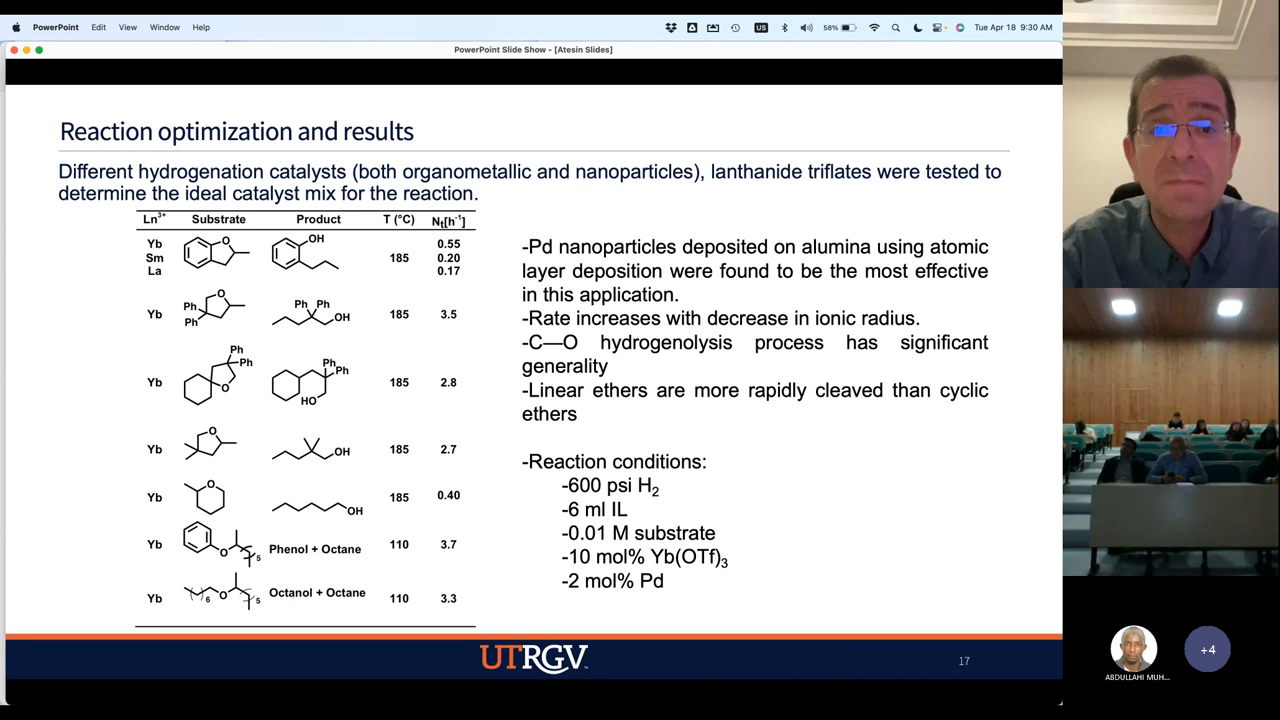 PowerPoint Edit View Window Help
US 58% Tue Apr 18 9:30 AM
PowerPoint Slide Show - [Atesin Slides]
Reaction optimization and results
Different hydrogenation catalysts (both organometallic and nanoparticles), lanthanide triflates were tested to
determine the ideal catalyst mix for the reaction.
Ln³⁺ Substrate Product T (°C) Nₜ[h⁻¹]
Yb 0.55
Sm O OH 185 0.20
La 0.17
Yb Ph Ph O Ph Ph OH 185 3.5
Yb Ph Ph O Ph Ph HO 185 2.8
Yb O OH 185 2.7
Yb O OH 185 0.40
Yb O 5 Phenol + Octane 110 3.7
Yb 6 O 5 Octanol + Octane 110 3.3
-Pd nanoparticles deposited on alumina using atomic
layer deposition were found to be the most effective
in this application.
-Rate increases with decrease in ionic radius.
-C—O hydrogenolysis process has significant
generality
-Linear ethers are more rapidly cleaved than cyclic
ethers
-Reaction conditions:
-600 psi H₂
-6 ml IL
-0.01 M substrate
-10 mol% Yb(OTf)₃
-2 mol% Pd
UTRGV
17
ABDULLAHI MUH...
+4